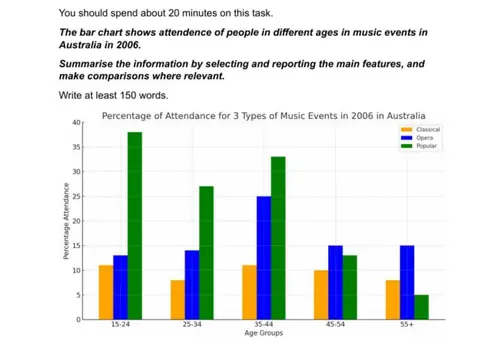 You should spend about 20 minutes on this task.
The bar chart shows attendence of people in different ages in music events in
Australia in 2006.
Summarise the information by selecting and reporting the main features, and
make comparisons where relevant.
Write at least 150 words.
Percentage of Attendance for 3 Types of Music Events in 2006 in Australia
Classical
Opera
Popular
Percentage Attendance
40
35
30
25
20
15
10
5
0
15-24 25-34 35-44 45-54 55+
Age Groups